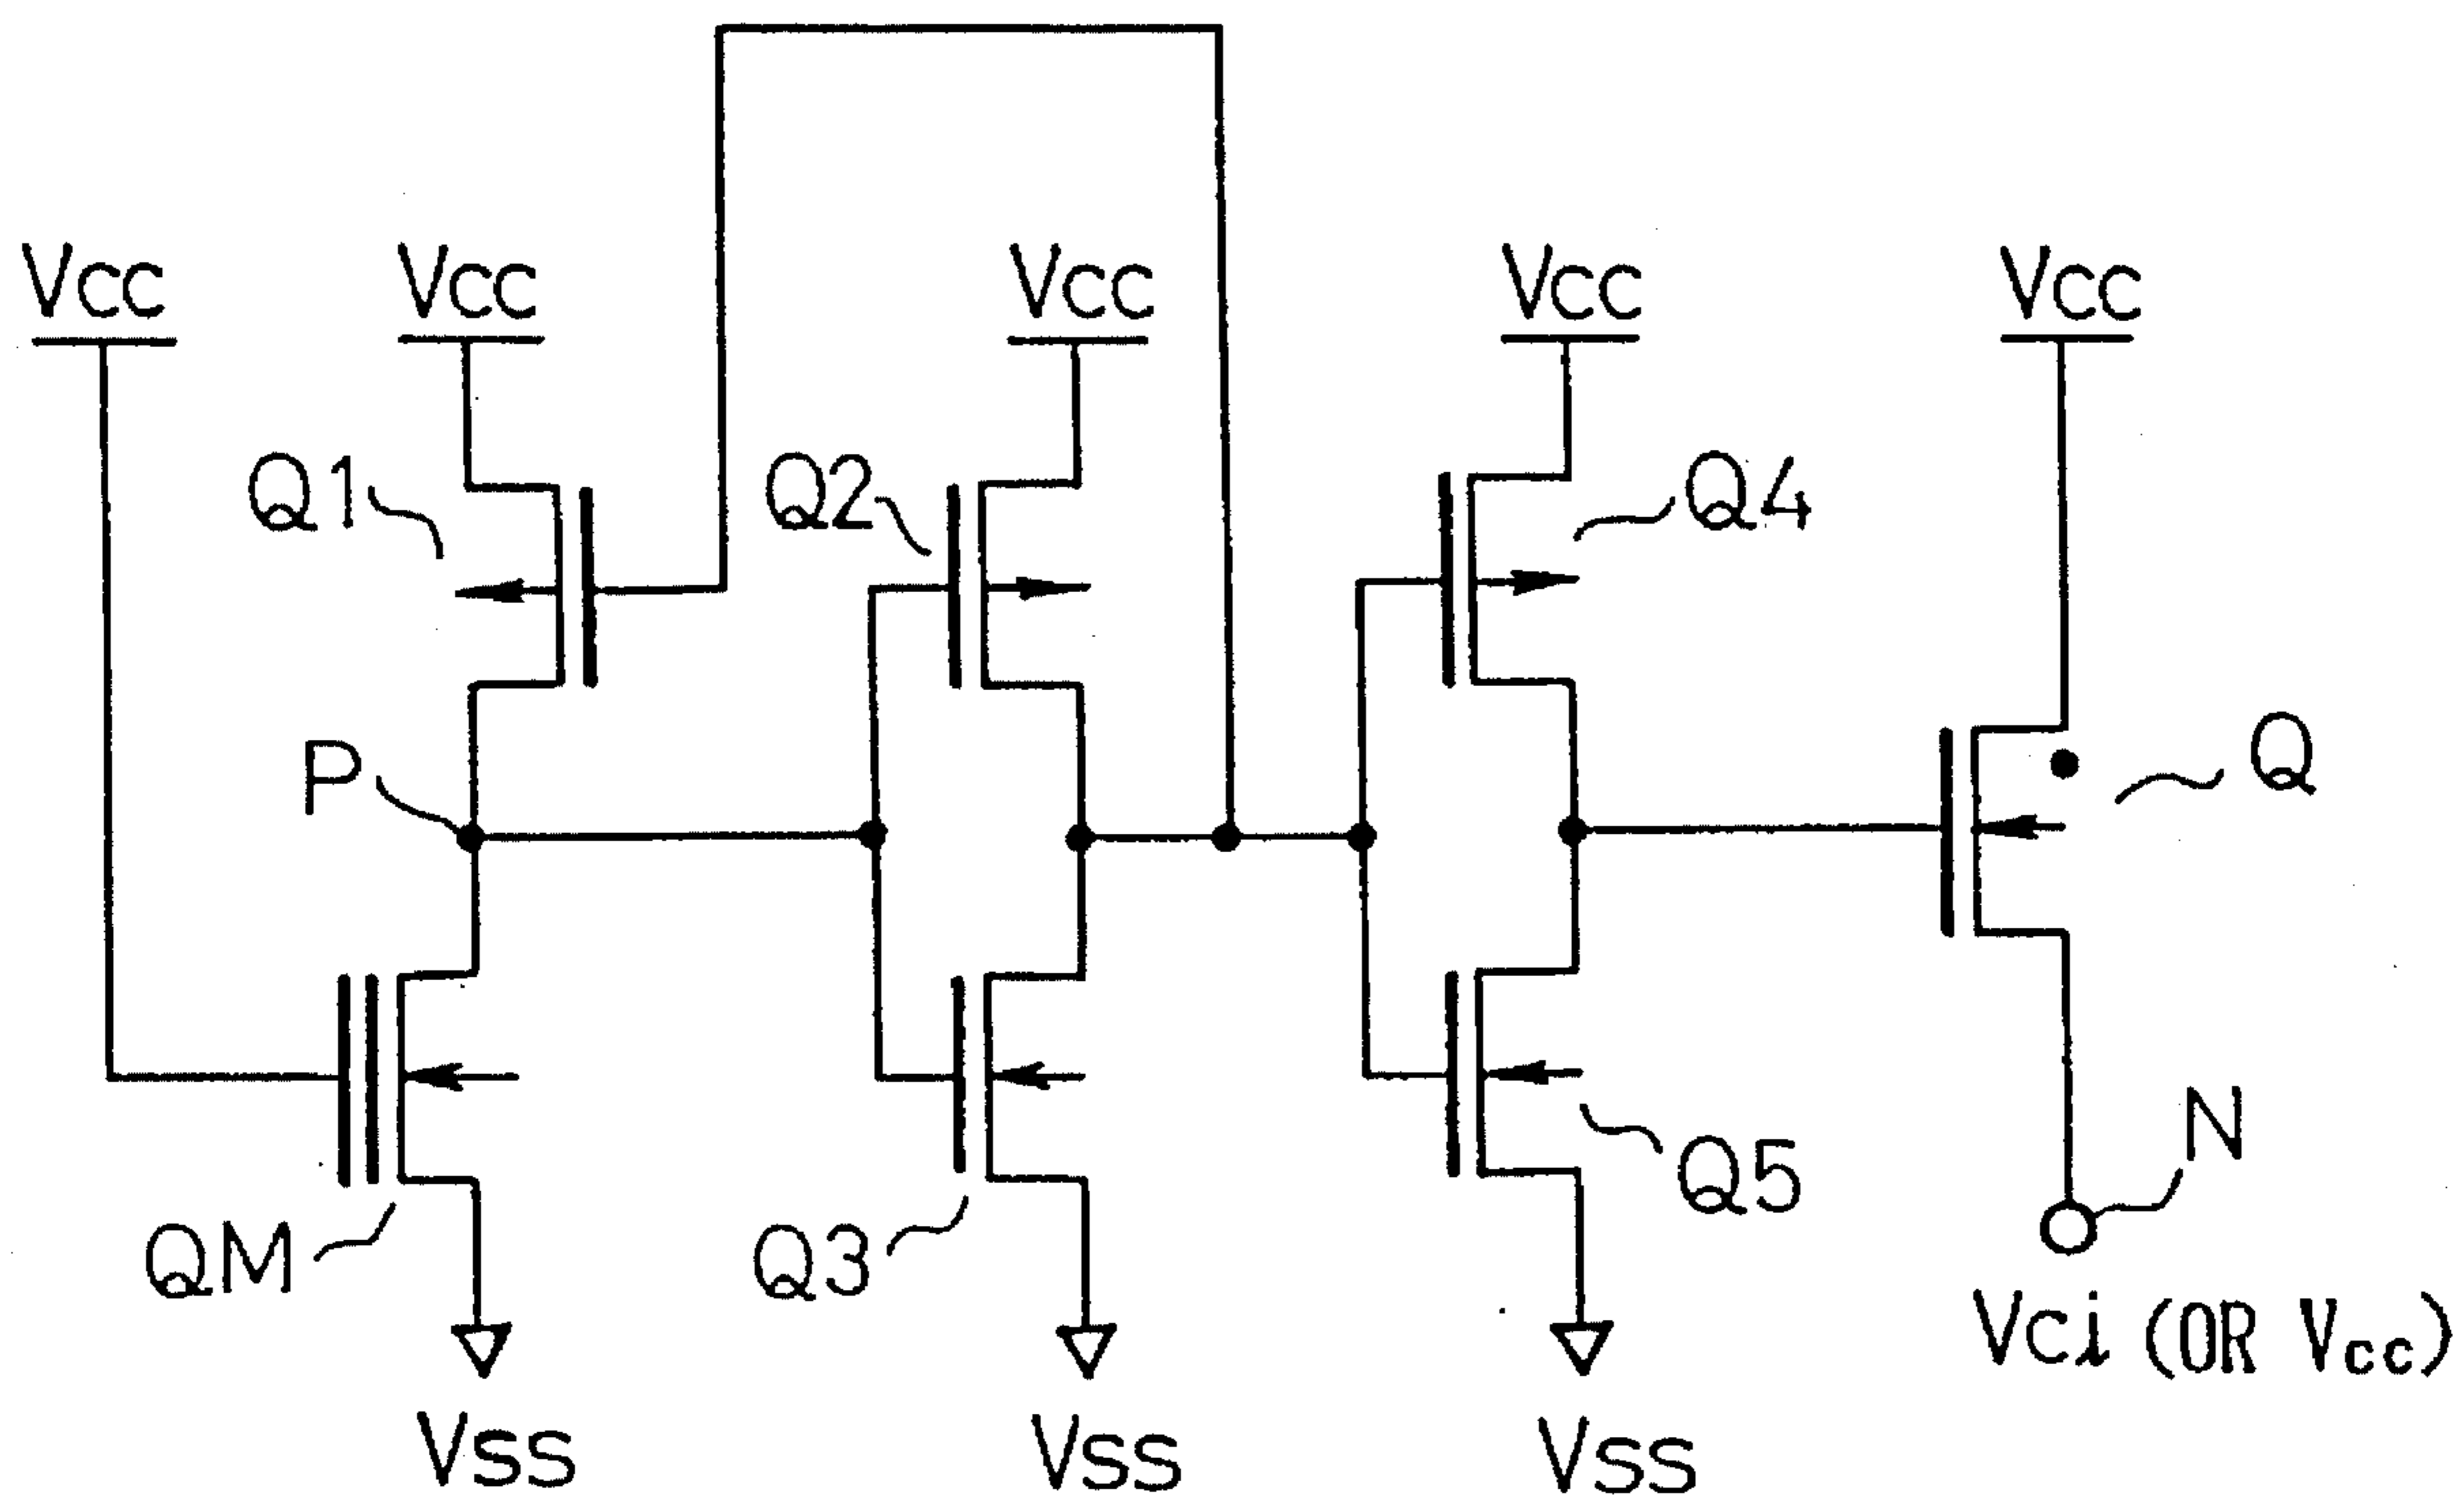 Vcc
Vcc
Vcc
Vcc
Vcc
Q1
Q2
Q4
P
Q
QM
Q3
Q5
N
Vci (OR Vcc)
Vss
Vss
Vss